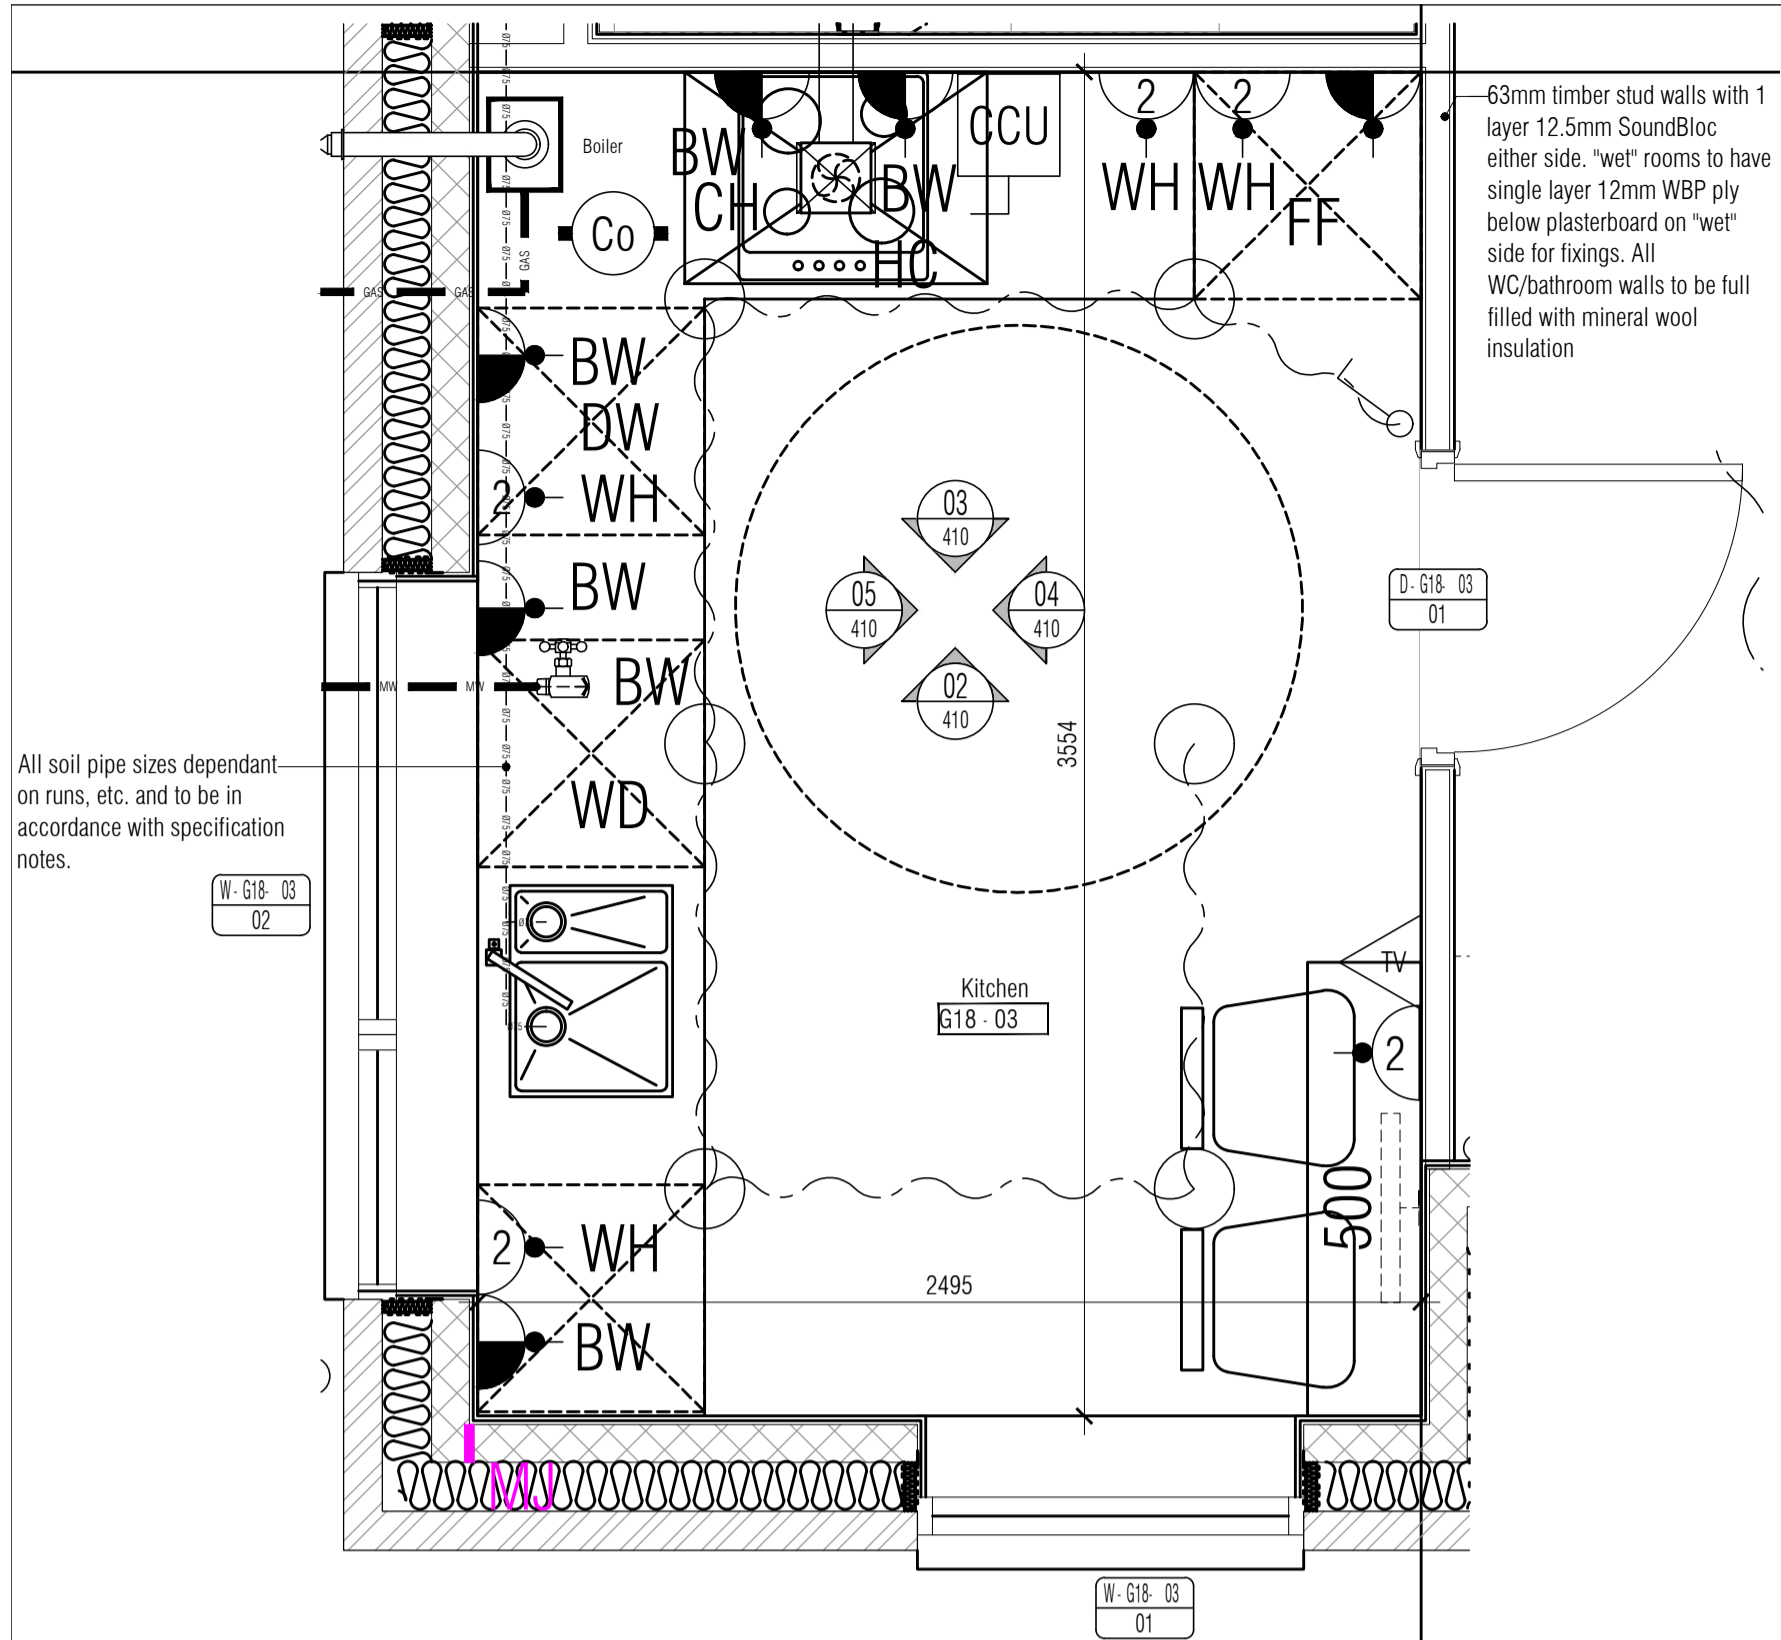 63mm timber stud walls with 1
layer 12.5mm SoundBloc
either side. "wet" rooms to have
single layer 12mm WBP ply
below plasterboard on "wet"
side for fixings. All
WC/bathroom walls to be full
filled with mineral wool
insulation
Boiler
Co
GAS
GAS
GAS
BW
CH
BW
HC
CCU
2
WH
2
WH
FF
BW
DW
2
WH
BW
MW
MW
BW
WD
03
410
05
410
04
410
02
410
3554
D - G18- 03
01
All soil pipe sizes dependant
on runs, etc. and to be in
accordance with specification
notes.
W - G18- 03
02
Ø75
Kitchen
G18 - 03
TV
2
500
2
WH
BW
2495
MJ
W - G18- 03
01